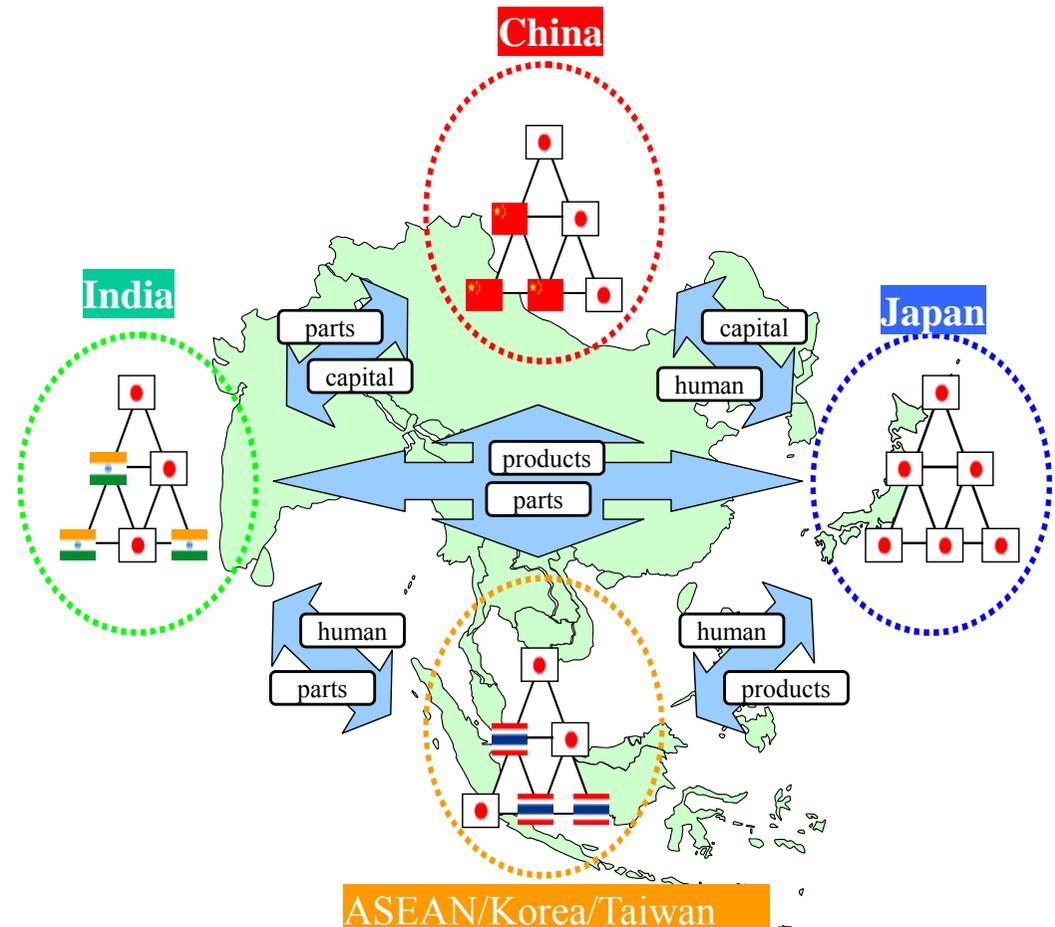 China
India
Japan
parts
capital
capital
human
products
parts
human
parts
human
products
ASEAN/Korea/Taiwan